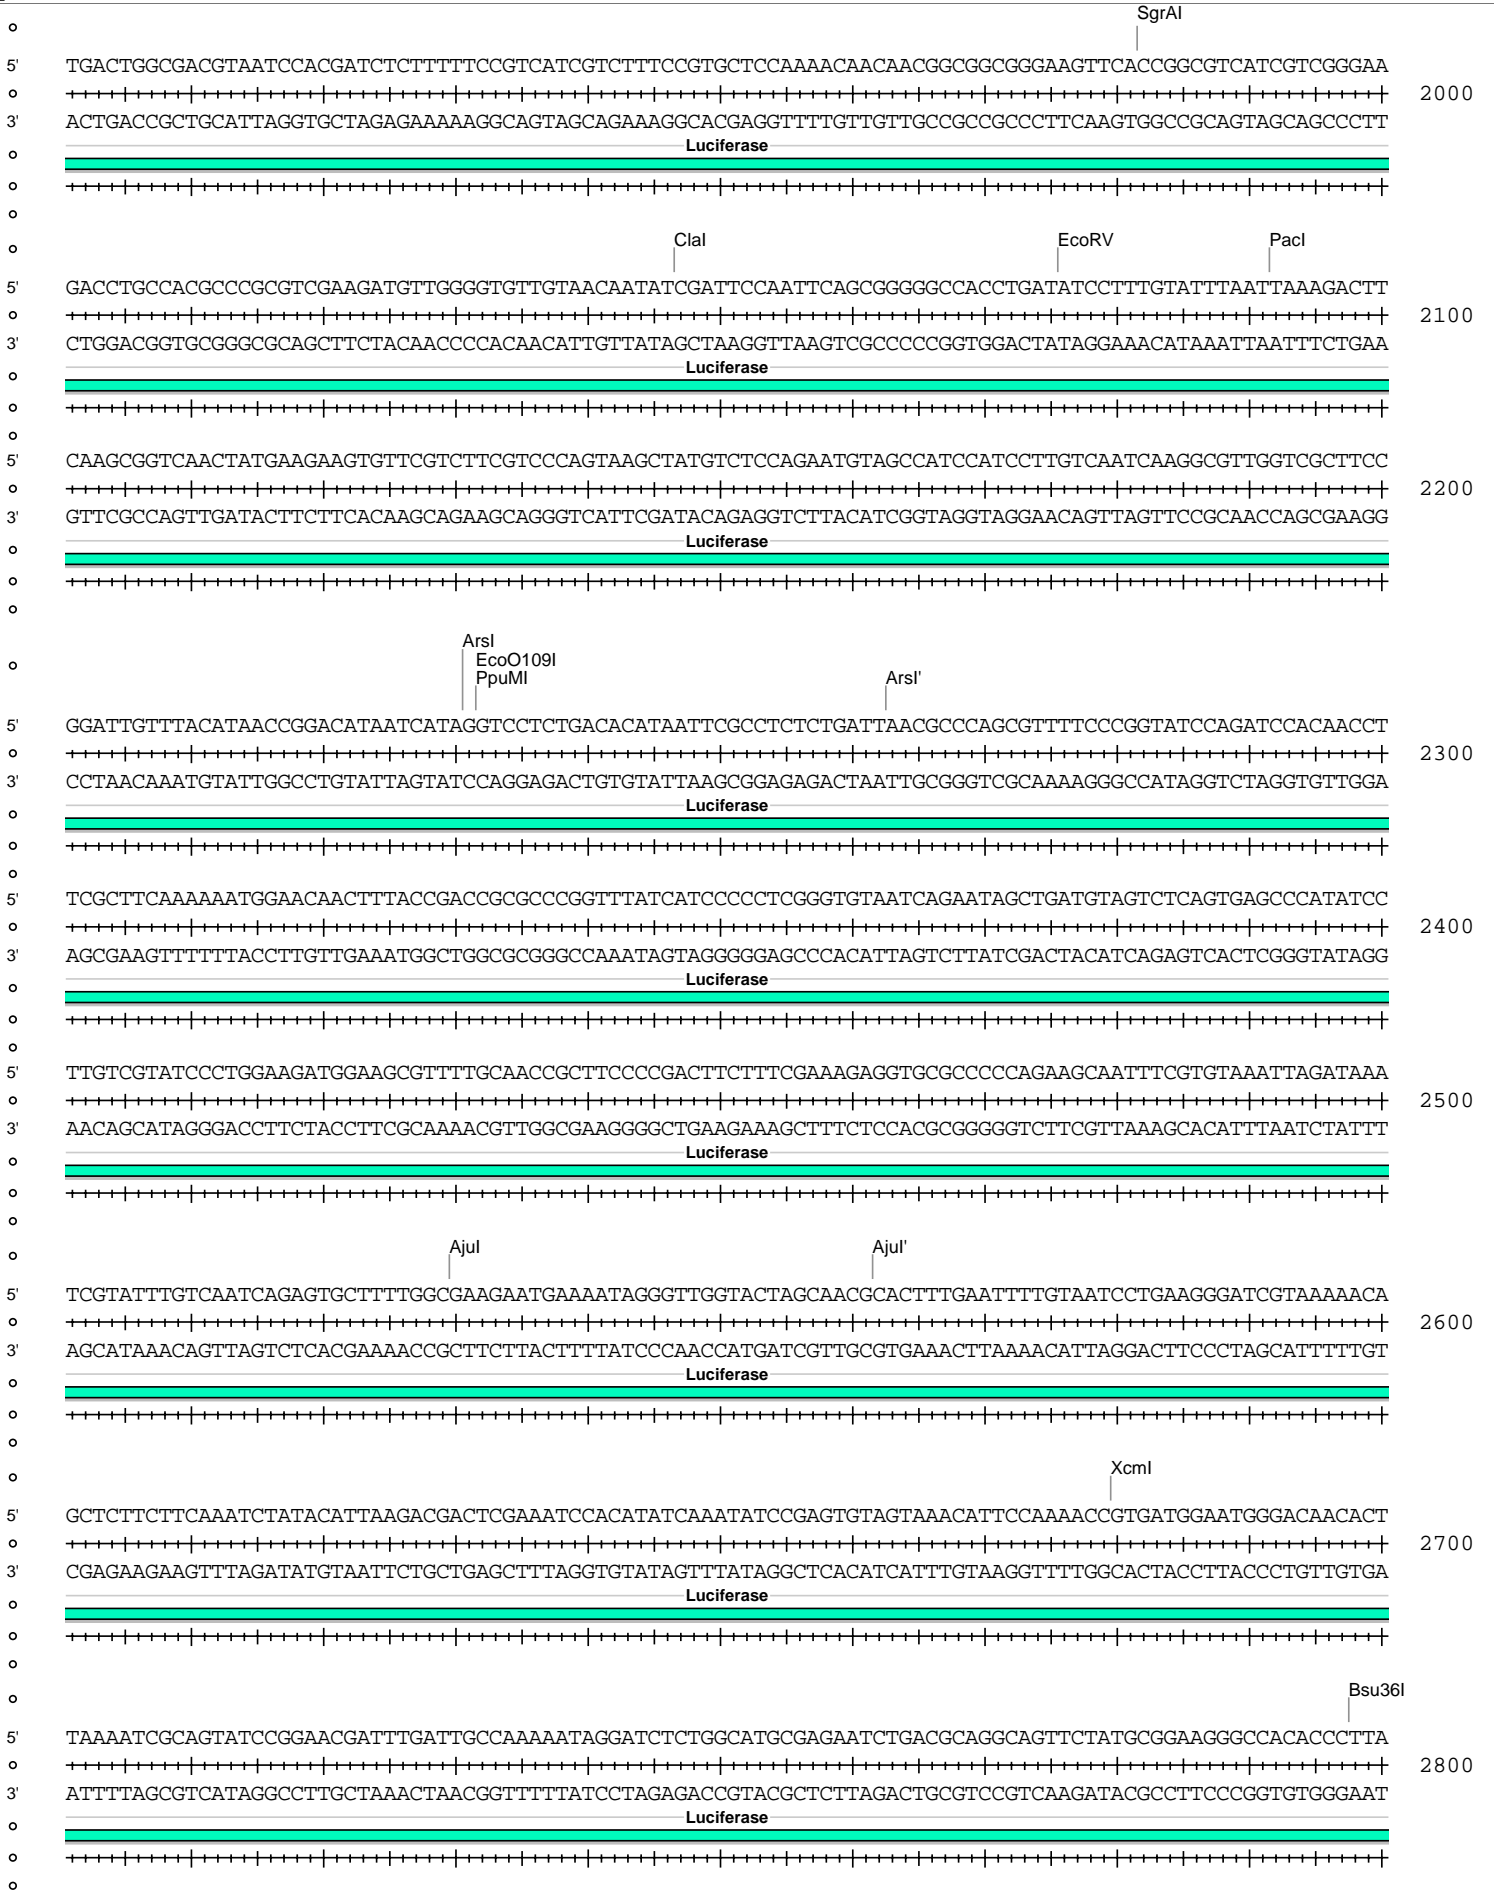 SgrAI
5' TGACTGGCGACGTAATCCACGATCTCTTTTTCCGTCATCGTCTTTCCGTGCTCCAAAACAACAACGGCGGCGGGAAGTTCACCGGCGTCATCGTCGGGAA
2000
3' ACTGACCGCTGCATTAGGTGCTAGAGAAAAAGGCAGTAGCAGAAAGGCACGAGGTTTTGTTGTTGCCGCCGCCCTTCAAGTGGCCGCAGTAGCAGCCCTT
Luciferase
ClaI EcoRV PacI
5' GACCTGCCACGCCCGCGTCGAAGATGTTGGGGTGTTGTAACAATATCGATTCCAATTCAGCGGGGGCCACCTGATATCCTTTGTATTTAATTAAAGACTT
2100
3' CTGGACGGTGCGGGCGCAGCTTCTACAACCCCACAACATTGTTATAGCTAAGGTTAAGTCGCCCCCGGTGGACTATAGGAAACATAAATTAATTTCTGAA
Luciferase
5' CAAGCGGTCAACTATGAAGAAGTGTTCGTCTTCGTCCCAGTAAGCTATGTCTCCAGAATGTAGCCATCCATCCTTGTCAATCAAGGCGTTGGTCGCTTCC
2200
3' GTTCGCCAGTTGATACTTCTTCACAAGCAGAAGCAGGGTCATTCGATACAGAGGTCTTACATCGGTAGGTAGGAACAGTTAGTTCCGCAACCAGCGAAGG
Luciferase
ArsI
EcoO109I
PpuMI ArsI'
5' GGATTGTTTACATAACCGGACATAATCATAGGTCCTCTGACACATAATTCGCCTCTCTGATTAACGCCCAGCGTTTTCCCGGTATCCAGATCCACAACCT
2300
3' CCTAACAAATGTATTGGCCTGTATTAGTATCCAGGAGACTGTGTATTAAGCGGAGAGACTAATTGCGGGTCGCAAAAGGGCCATAGGTCTAGGTGTTGGA
Luciferase
5' TCGCTTCAAAAAATGGAACAACTTTACCGACCGCGCCCGGTTTATCATCCCCCTCGGGTGTAATCAGAATAGCTGATGTAGTCTCAGTGAGCCCATATCC
2400
3' AGCGAAGTTTTTTACCTTGTTGAAATGGCTGGCGCGGGCCAAATAGTAGGGGGAGCCCACATTAGTCTTATCGACTACATCAGAGTCACTCGGGTATAGG
Luciferase
5' TTGTCGTATCCCTGGAAGATGGAAGCGTTTTGCAACCGCTTCCCCGACTTCTTTCGAAAGAGGTGCGCCCCCAGAAGCAATTTCGTGTAAATTAGATAAA
2500
3' AACAGCATAGGGACCTTCTACCTTCGCAAAACGTTGGCGAAGGGGCTGAAGAAAGCTTTCTCCACGCGGGGGTCTTCGTTAAAGCACATTTAATCTATTT
Luciferase
AjuI AjuI'
5' TCGTATTTGTCAATCAGAGTGCTTTTGGCGAAGAATGAAAATAGGGTTGGTACTAGCAACGCACTTTGAATTTTGTAATCCTGAAGGGATCGTAAAAACA
2600
3' AGCATAAACAGTTAGTCTCACGAAAACCGCTTCTTACTTTTATCCCAACCATGATCGTTGCGTGAAACTTAAAACATTAGGACTTCCCTAGCATTTTTGT
Luciferase
XcmI
5' GCTCTTCTTCAAATCTATACATTAAGACGACTCGAAATCCACATATCAAATATCCGAGTGTAGTAAACATTCCAAAACCGTGATGGAATGGGACAACACT
2700
3' CGAGAAGAAGTTTAGATATGTAATTCTGCTGAGCTTTAGGTGTATAGTTTATAGGCTCACATCATTTGTAAGGTTTTGGCACTACCTTACCCTGTTGTGA
Luciferase
Bsu36I
5' TAAAATCGCAGTATCCGGAACGATTTGATTGCCAAAAATAGGATCTCTGGCATGCGAGAATCTGACGCAGGCAGTTCTATGCGGAAGGGCCACACCCTTA
2800
3' ATTTTAGCGTCATAGGCCTTGCTAAACTAACGGTTTTTATCCTAGAGACCGTACGCTCTTAGACTGCGTCCGTCAAGATACGCCTTCCCGGTGTGGGAAT
Luciferase